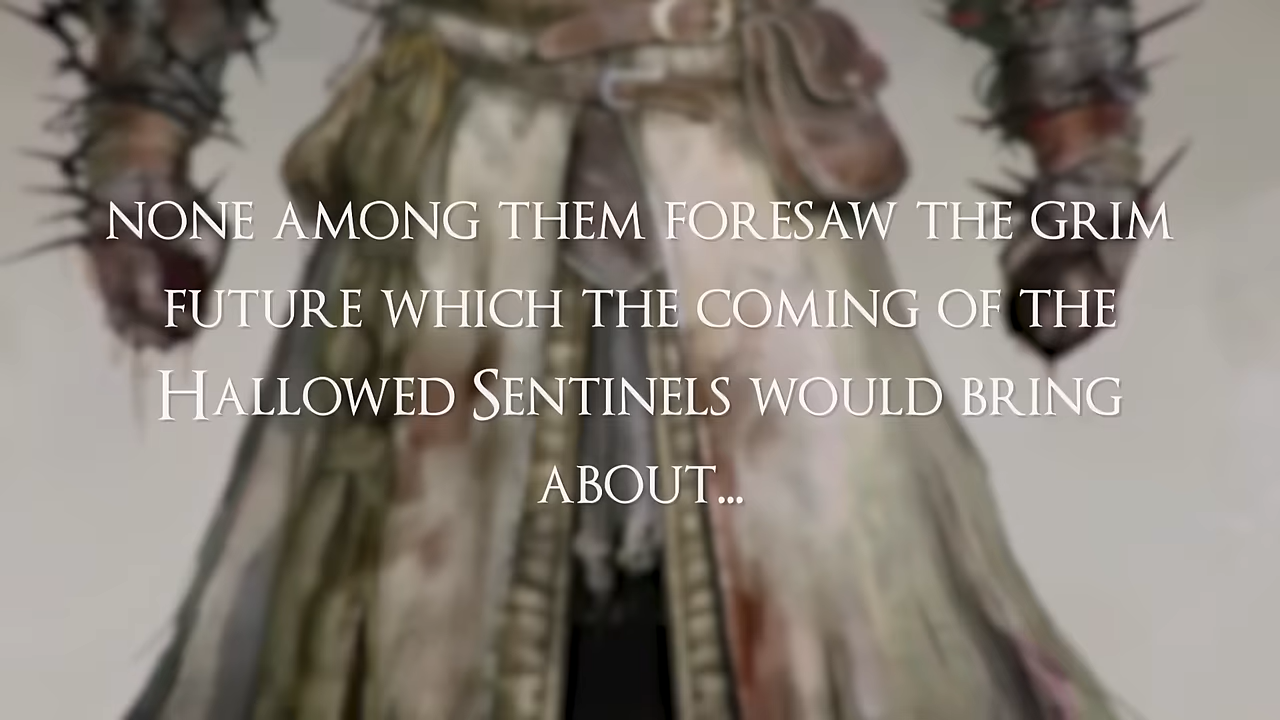 NONE AMONG THEM FORESAW THE GRIM
FUTURE WHICH THE COMING OF THE
HALLOWED SENTINELS WOULD BRING
ABOUT...